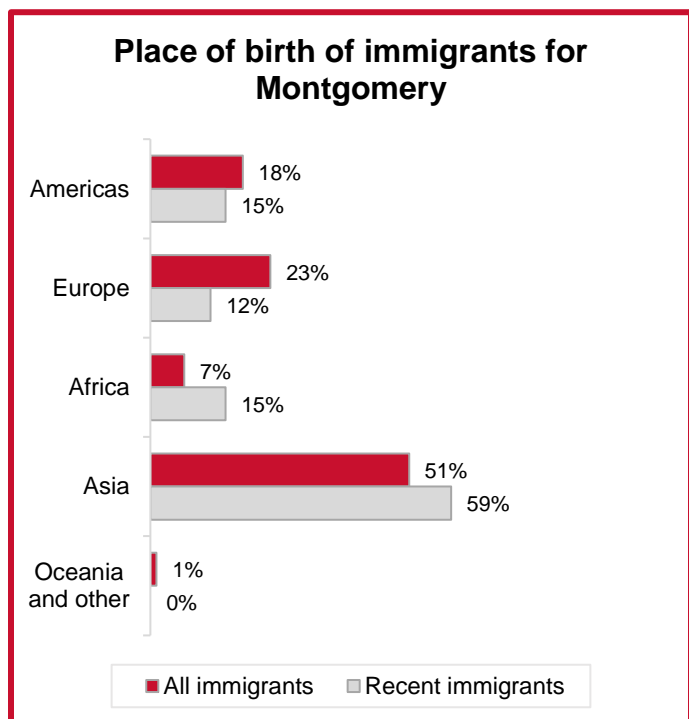 Place of birth of immigrants for
Montgomery
Americas
18%
15%
Europe
23%
12%
Africa
7%
15%
Asia
51%
59%
Oceania
and other
1%
0%
All immigrants
Recent immigrants